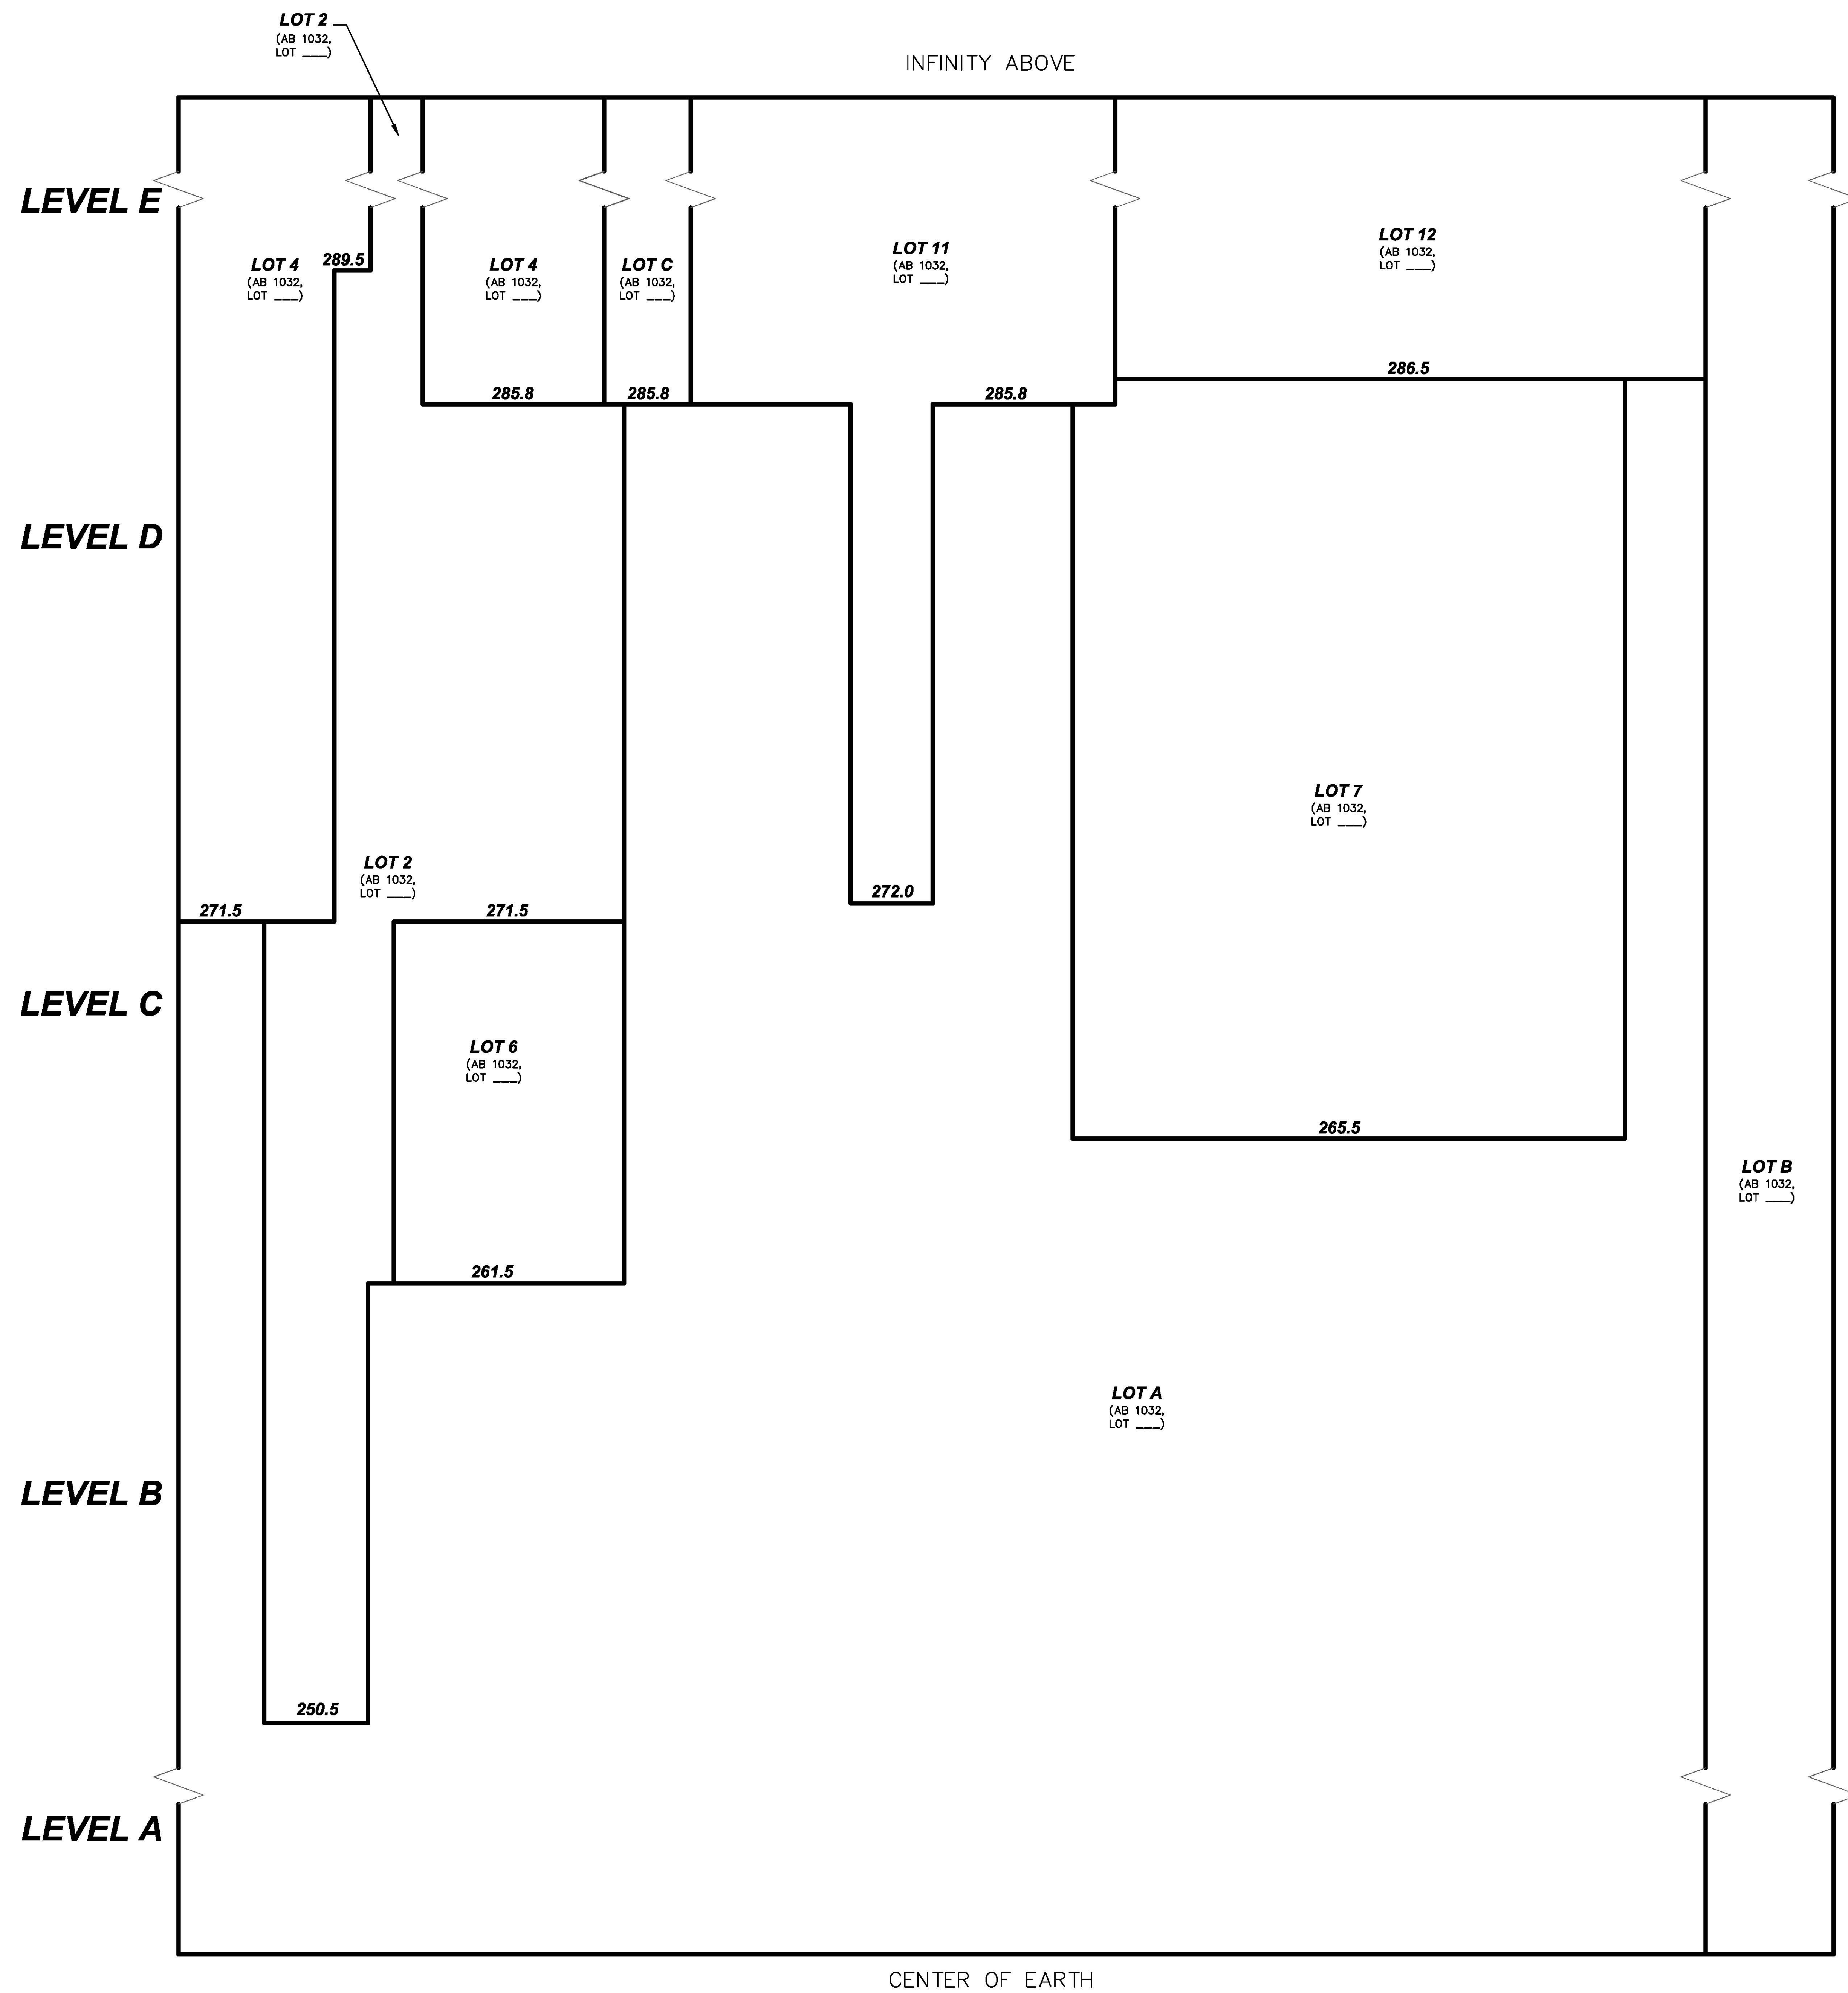 LOT 2
(AB 1032,
LOT ___)
INFINITY ABOVE
LEVEL E
LOT 4
(AB 1032,
LOT ___)
289.5
LOT 4
(AB 1032,
LOT ___)
LOT C
(AB 1032,
LOT ___)
LOT 11
(AB 1032,
LOT ___)
LOT 12
(AB 1032,
LOT ___)
286.5
285.8
285.8
285.8
LEVEL D
LOT 7
(AB 1032,
LOT ___)
LOT 2
(AB 1032,
LOT ___)
272.0
271.5
271.5
LEVEL C
LOT 6
(AB 1032,
LOT ___)
265.5
LOT B
(AB 1032,
LOT ___)
261.5
LOT A
(AB 1032,
LOT ___)
LEVEL B
250.5
LEVEL A
CENTER OF EARTH